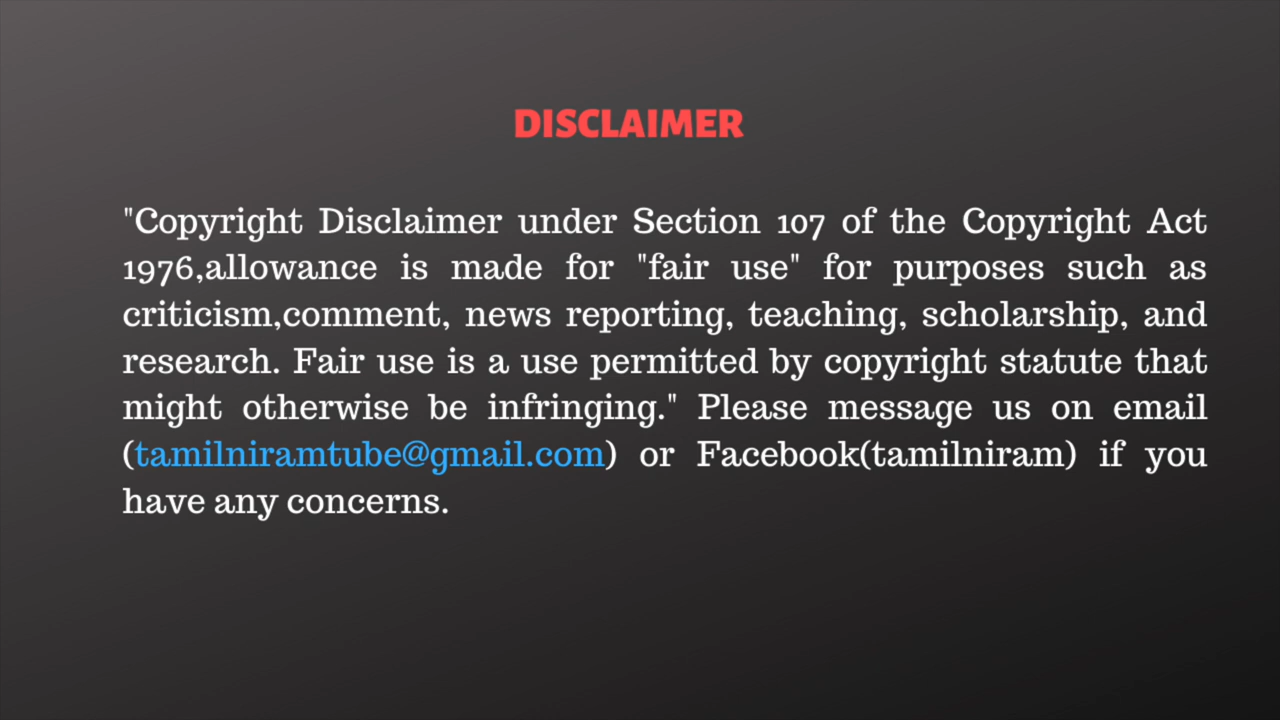 DISCLAIMER
"Copyright Disclaimer under Section 107 of the Copyright Act
1976,allowance is made for "fair use" for purposes such as
criticism,comment, news reporting, teaching, scholarship, and
research. Fair use is a use permitted by copyright statute that
might otherwise be infringing." Please message us on email
(tamilniramtube@gmail.com) or Facebook(tamilniram) if you
have any concerns.